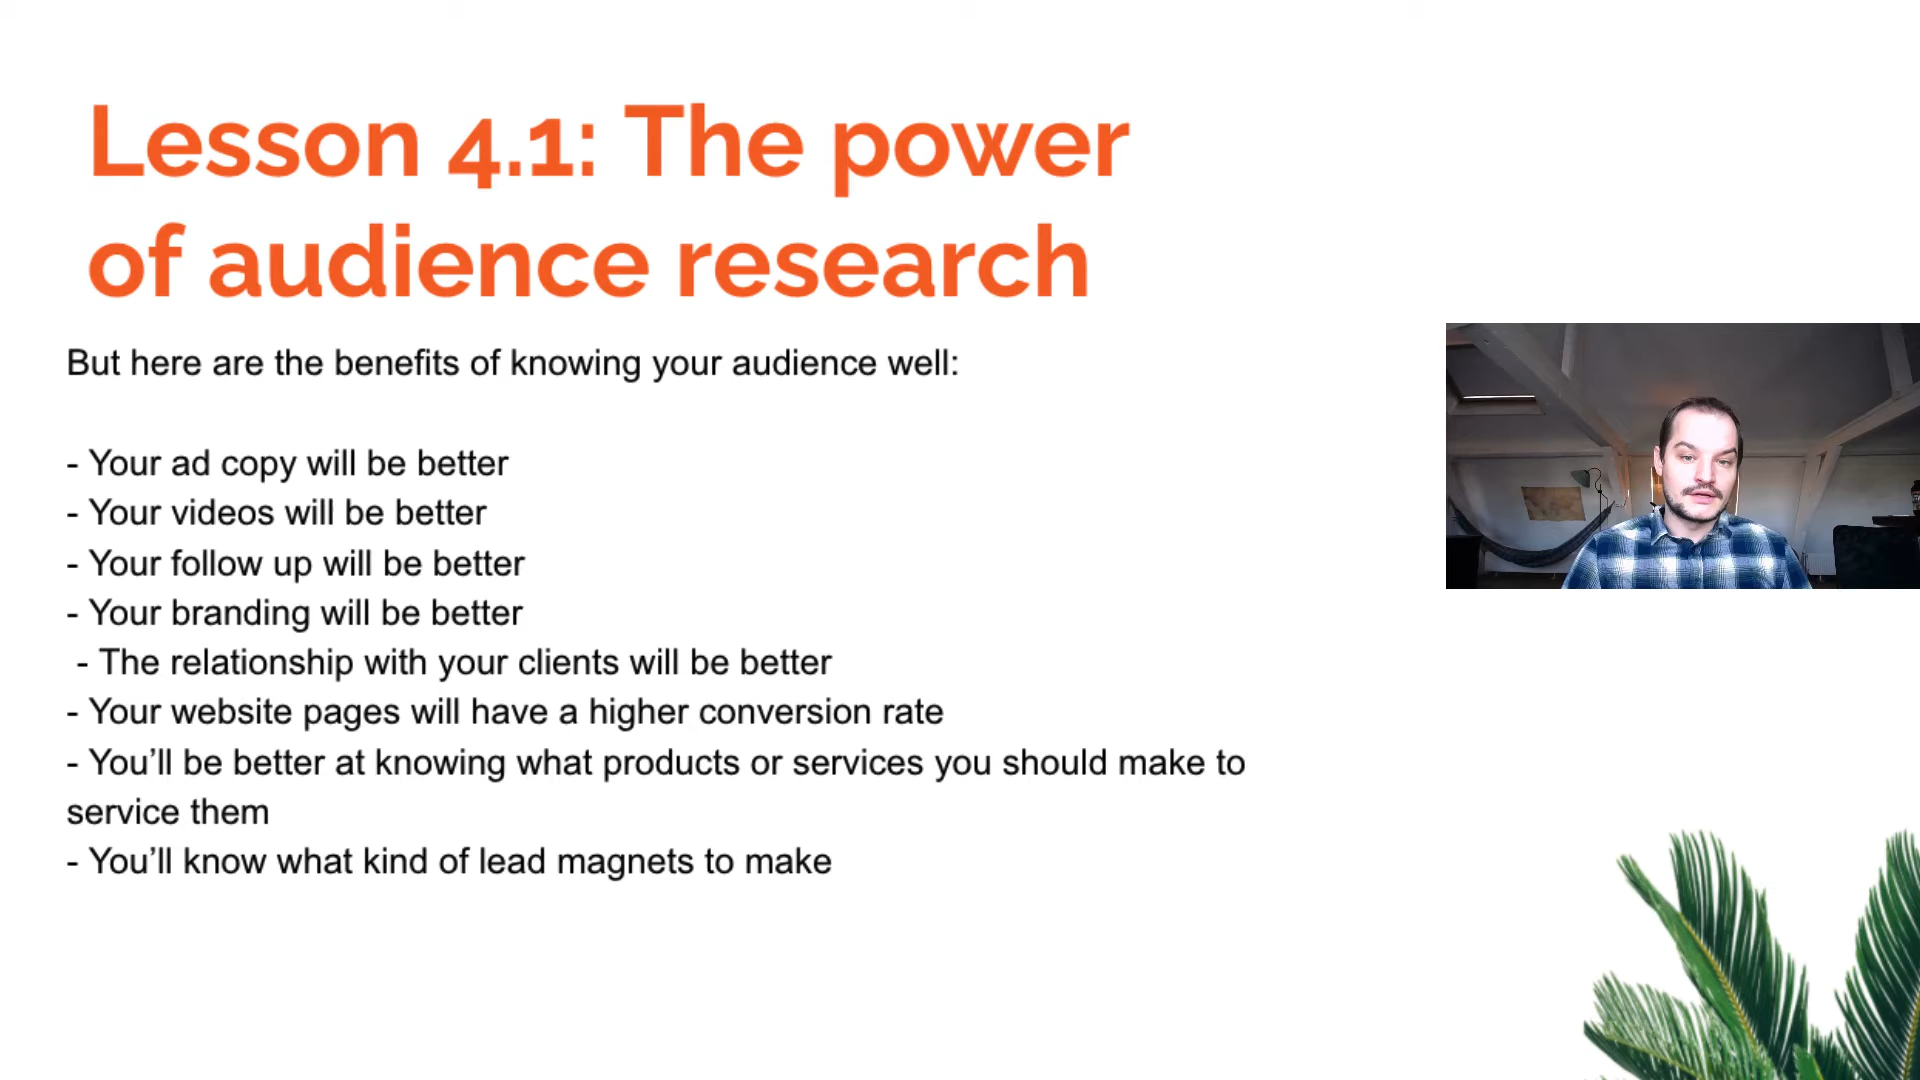 Lesson 4.1: The power
of audience research
But here are the benefits of knowing your audience well:
- Your ad copy will be better
- Your videos will be better
- Your follow up will be better
- Your branding will be better
- The relationship with your clients will be better
- Your website pages will have a higher conversion rate
- You’ll be better at knowing what products or services you should make to
service them
- You’ll know what kind of lead magnets to make